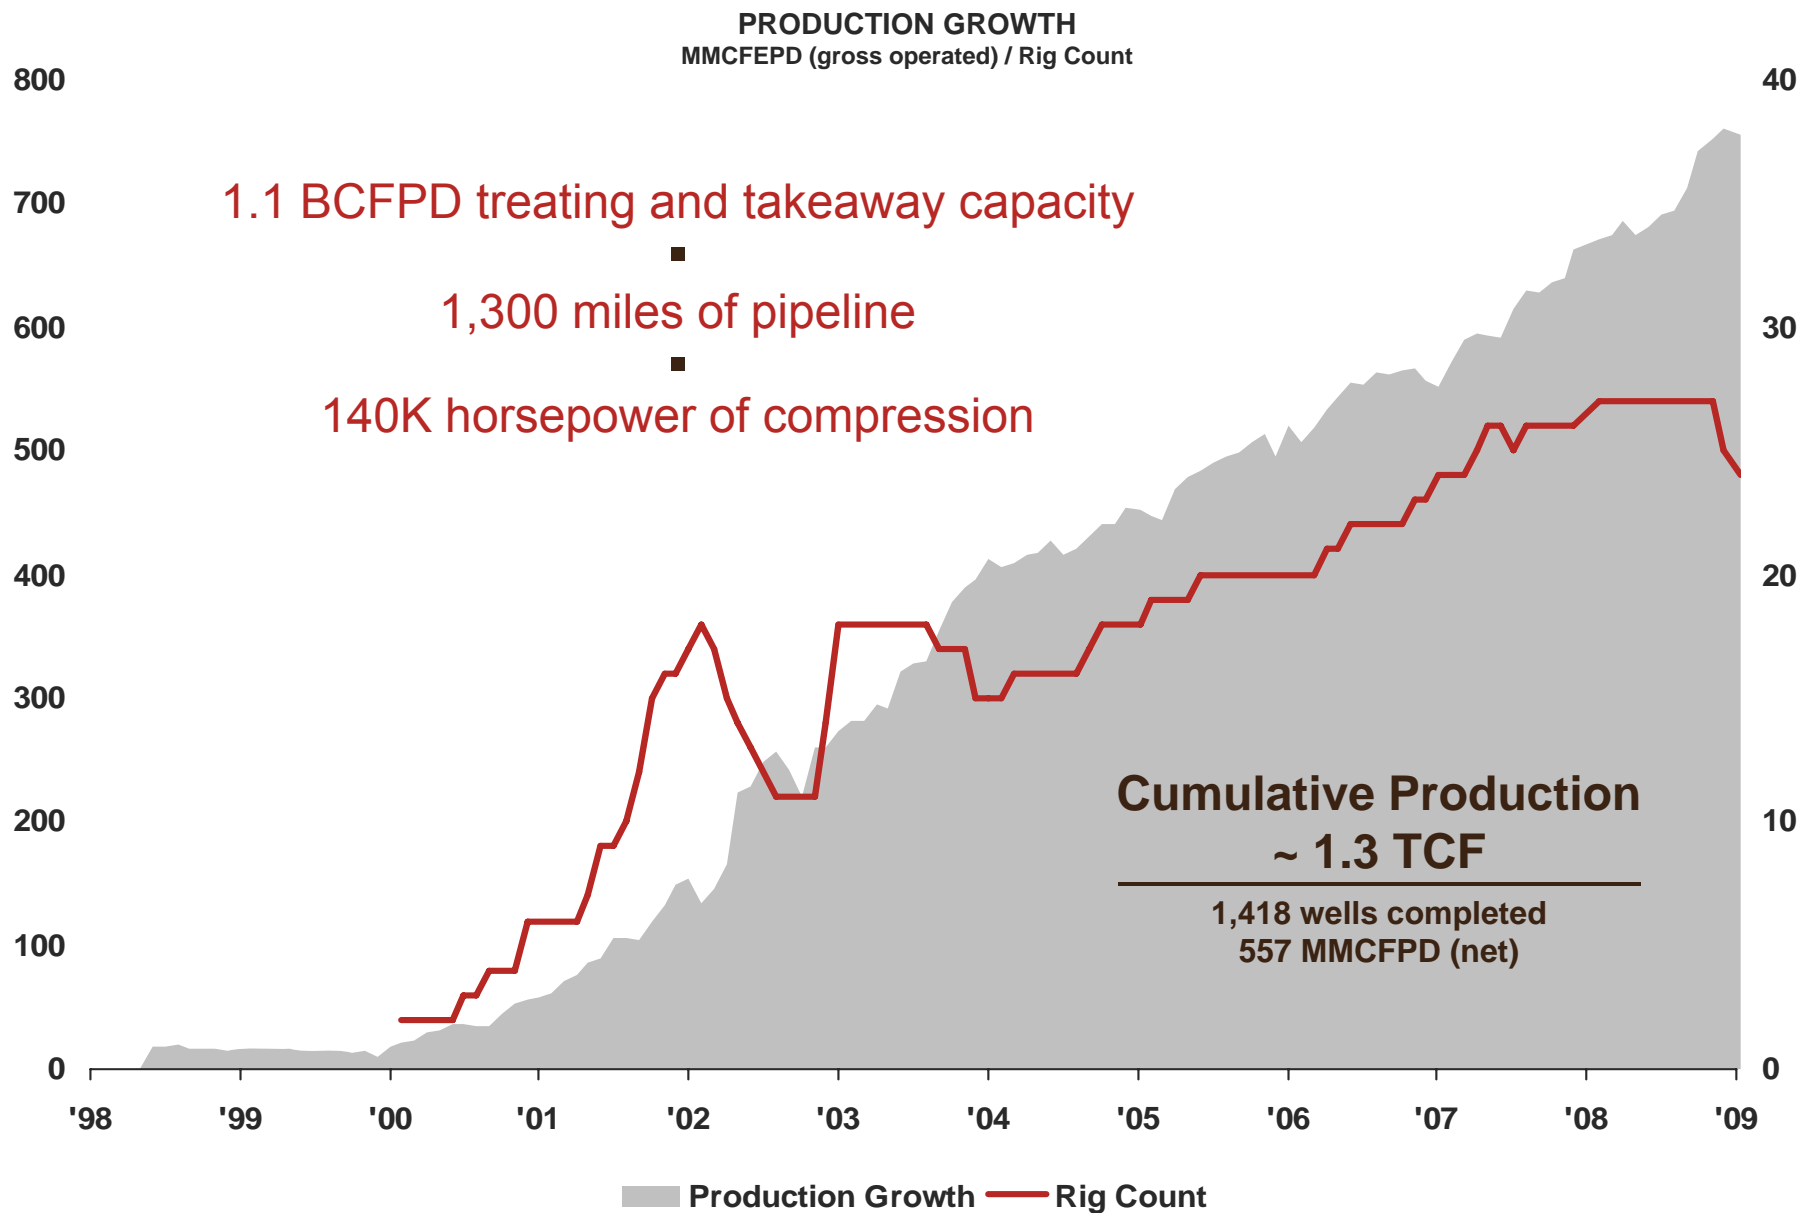 PRODUCTION GROWTH
MMCFEPD (gross operated) / Rig Count
800
700
600
500
400
300
200
100
0
40
30
20
10
0
1.1 BCFPD treating and takeaway capacity
1,300 miles of pipeline
140K horsepower of compression
Cumulative Production
~ 1.3 TCF
1,418 wells completed
557 MMCFPD (net)
'98 '99 '00 '01 '02 '03 '04 '05 '06 '07 '08 '09
Production Growth Rig Count